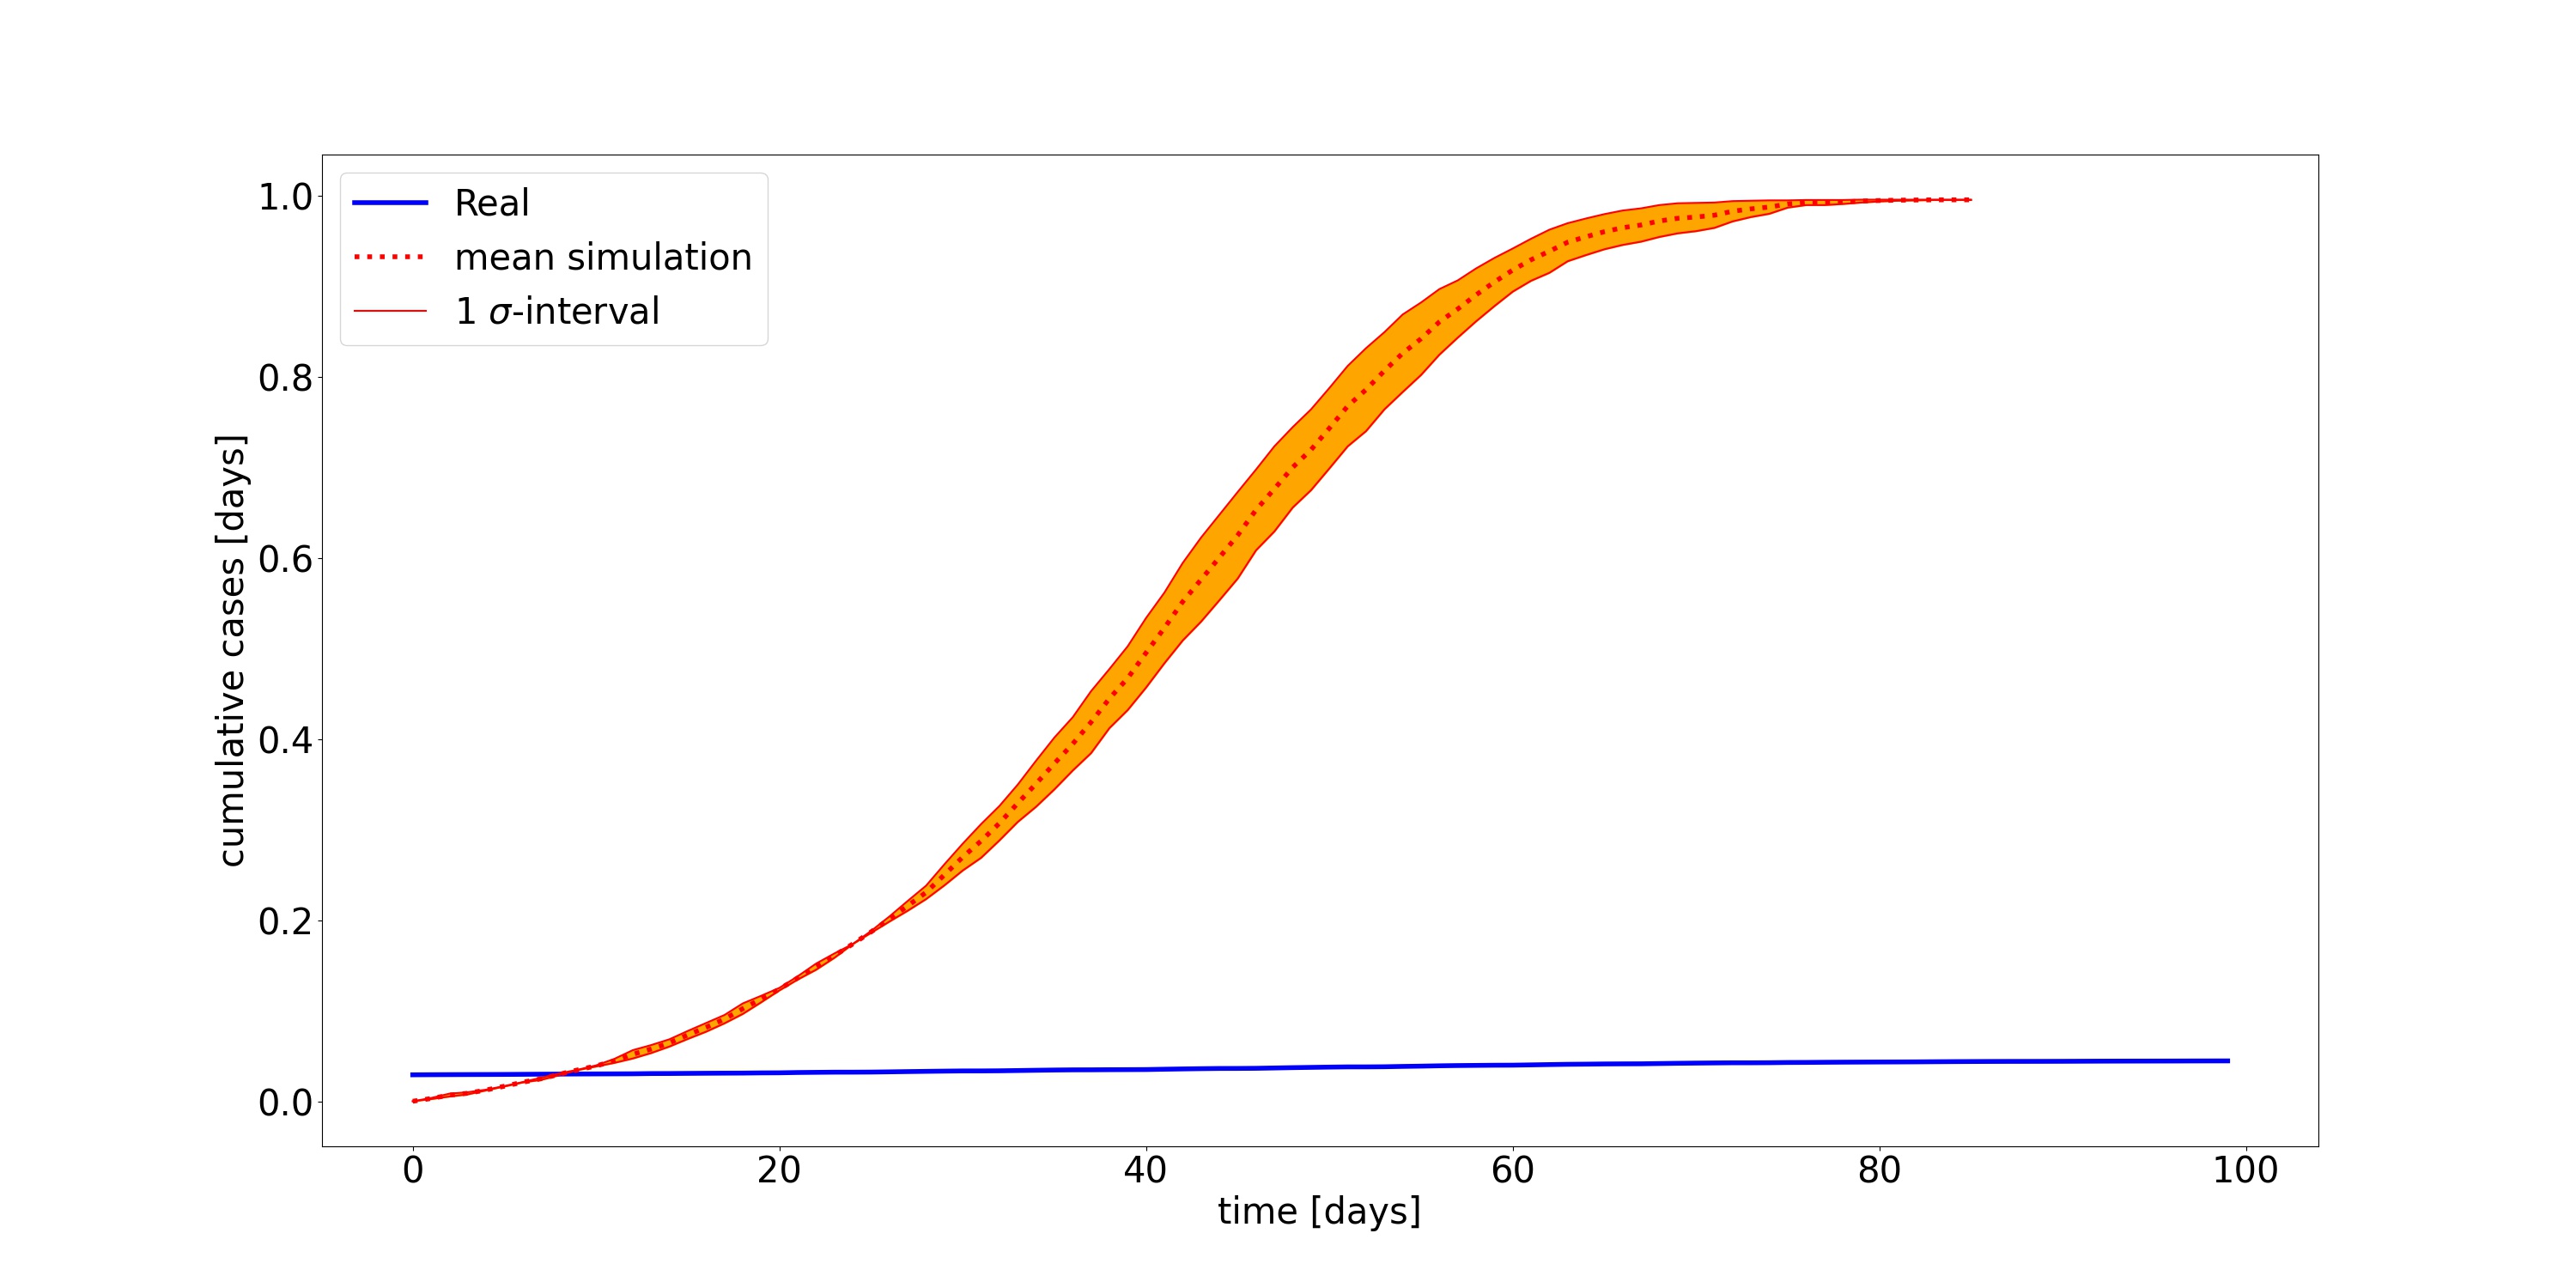 Real
mean simulation
1 σ-interval
1.0
0.8
0.6
0.4
0.2
0.0
cumulative cases [days]
0 20 40 60 80 100
time [days]